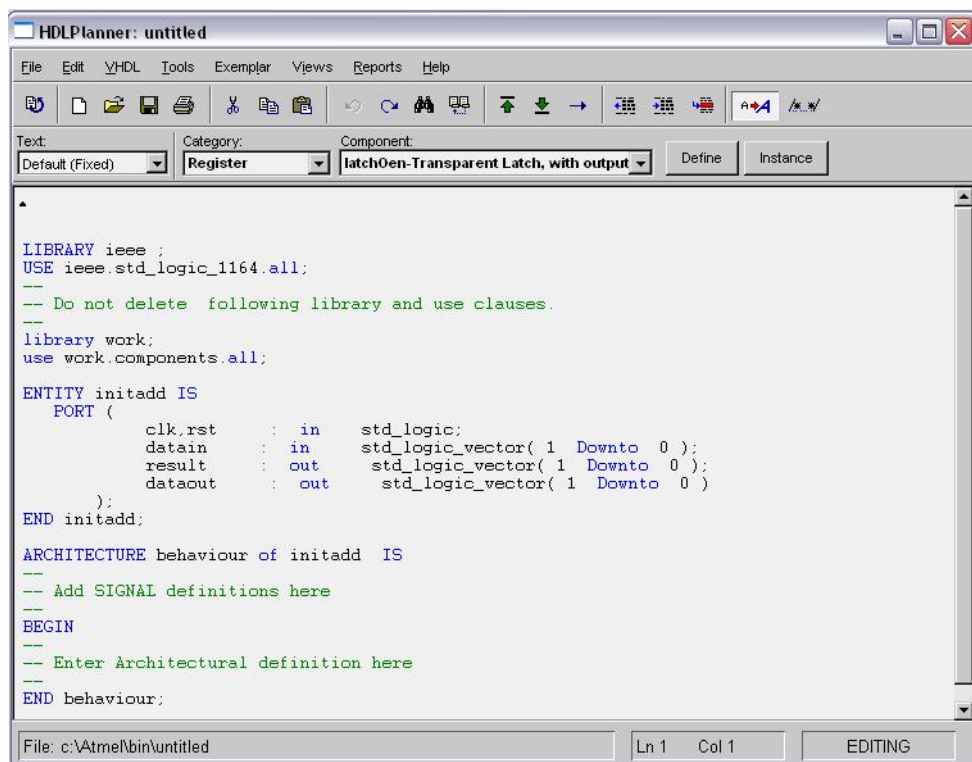 HDLPlanner: untitled
File Edit VHDL Tools Exemplar Views Reports Help
A➔A /*..*/
Text: Category: Component:
Default (Fixed) Register latchOen-Transparent Latch, with output Define Instance
LIBRARY ieee ;
USE ieee.std_logic_1164.all;
--
-- Do not delete  following library and use clauses.
--
library work;
use work.components.all;
ENTITY initadd IS
PORT (
clk,rst : in std_logic;
datain : in std_logic_vector( 1 Downto 0 );
result : out std_logic_vector( 1 Downto 0 );
dataout : out std_logic_vector( 1 Downto 0 )
);
END initadd;
ARCHITECTURE behaviour of initadd IS
--
-- Add SIGNAL definitions here
--
BEGIN
--
-- Enter Architectural definition here
--
END behaviour;
File: c:\Atmel\bin\untitled Ln 1 Col 1 EDITING